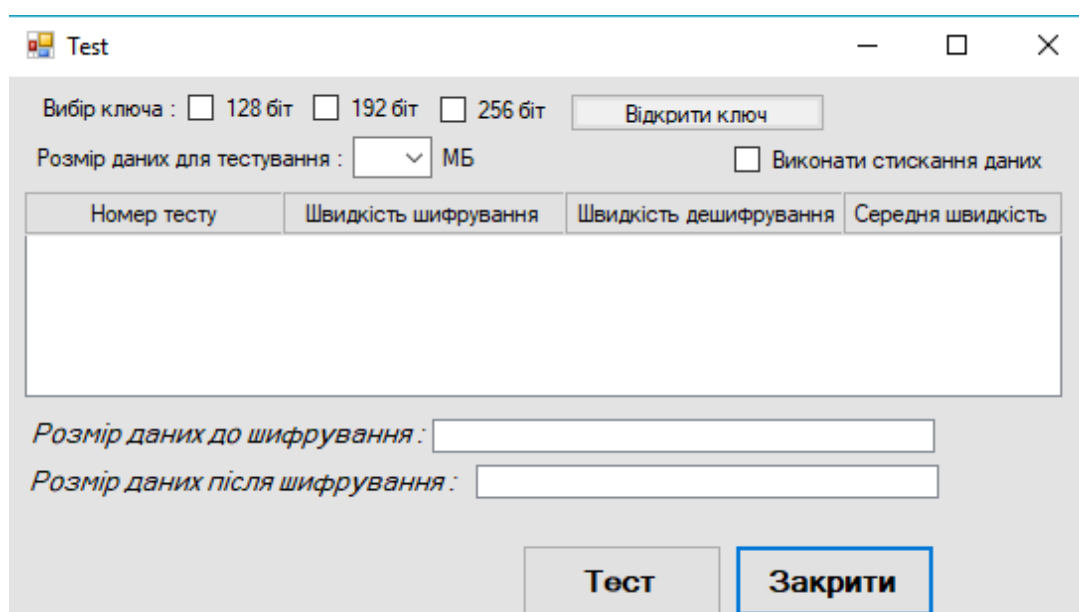 Test
Вибір ключа : 128 біт 192 біт 256 біт Відкрити ключ
Розмір даних для тестування : МБ Виконати стискання даних
Номер тесту Швидкість шифрування Швидкість дешифрування Середня швидкість
Розмір даних до шифрування :
Розмір даних після шифрування :
Тест Закрити